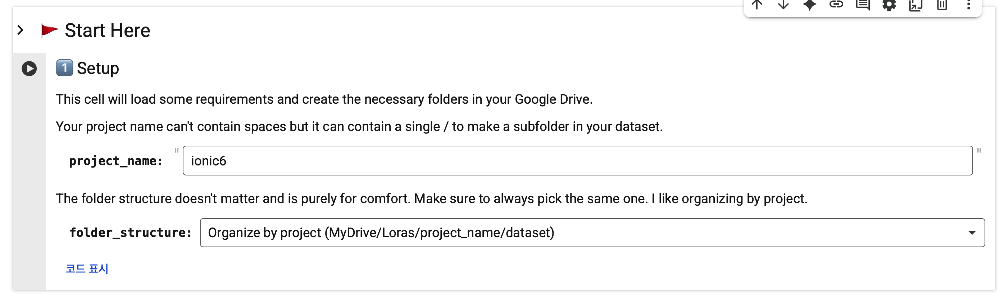 Start Here
1 Setup
This cell will load some requirements and create the necessary folders in your Google Drive.
Your project name can't contain spaces but it can contain a single / to make a subfolder in your dataset.
project_name: " ionic6 "
The folder structure doesn't matter and is purely for comfort. Make sure to always pick the same one. I like organizing by project.
folder_structure: Organize by project (MyDrive/Loras/project_name/dataset)
코드 표시